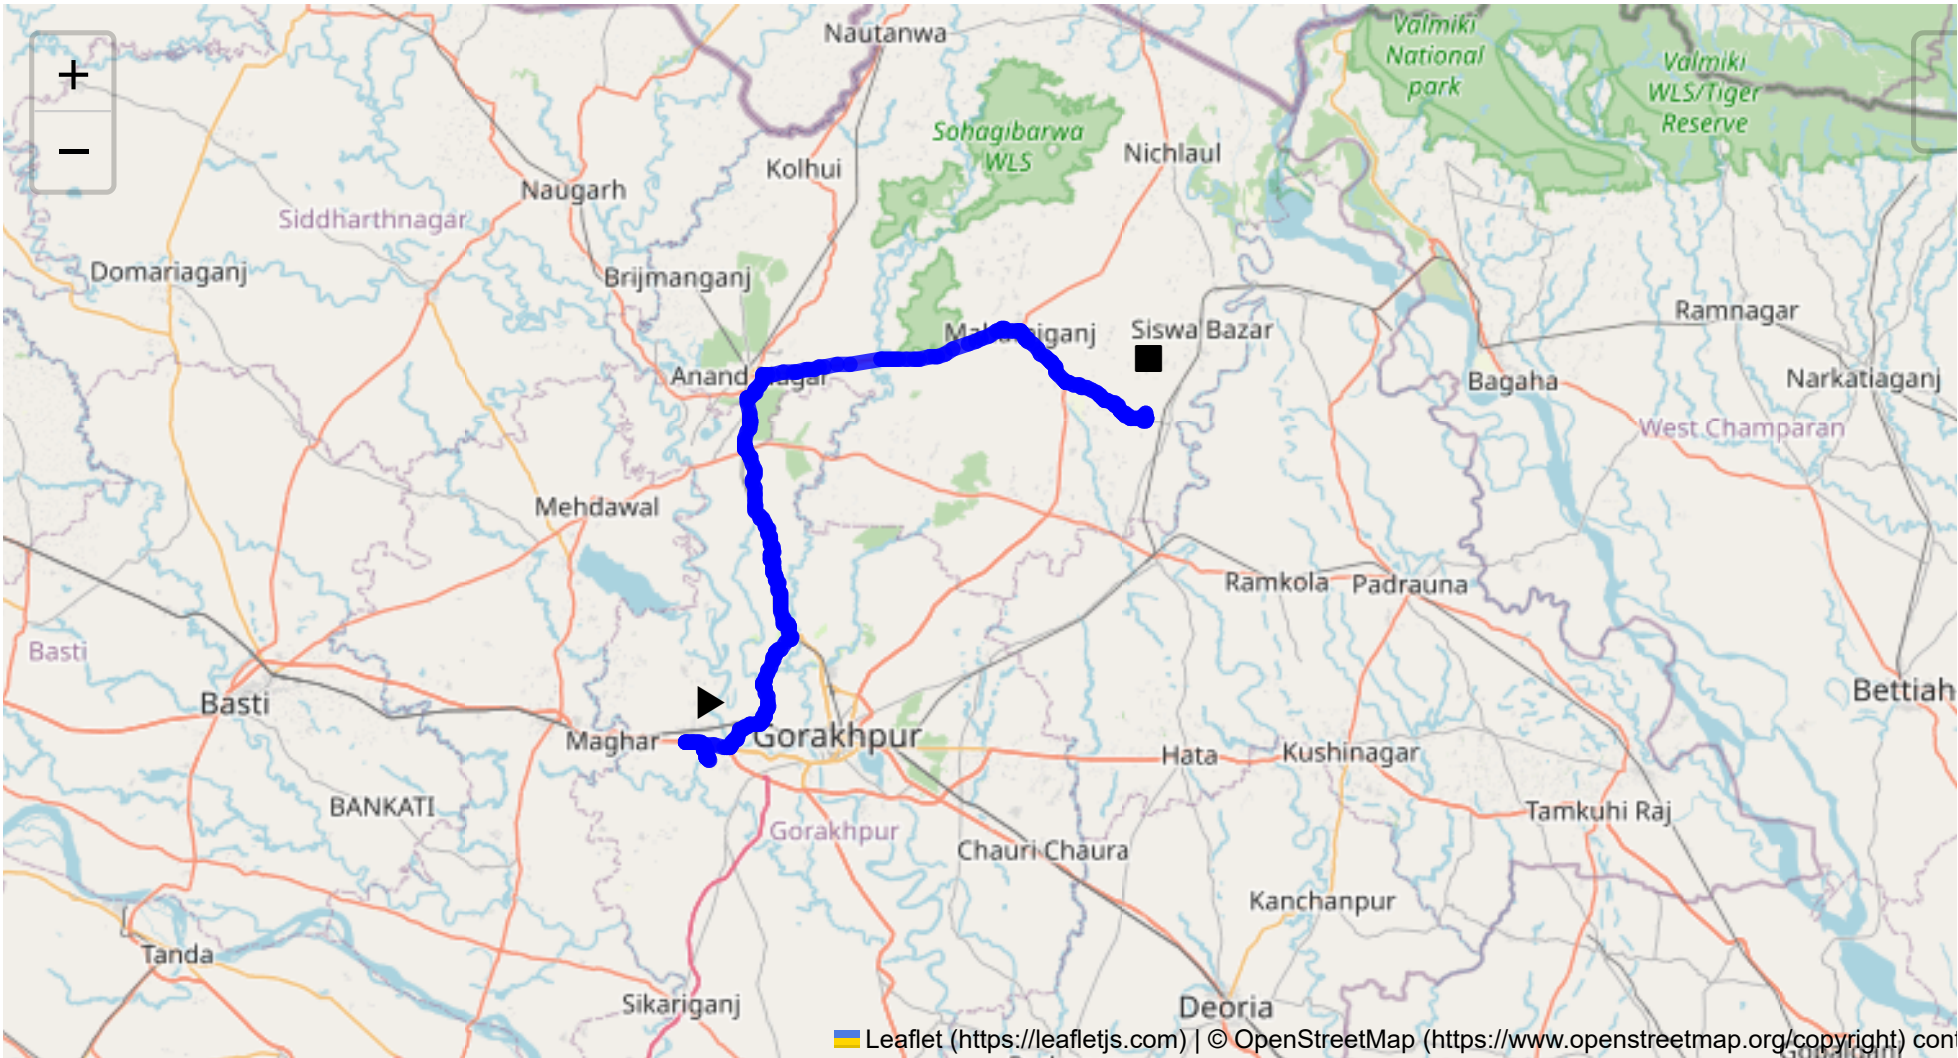 Nautanwa
Valmiki
National
park
Valmiki
WLS/Tiger
Reserve
+
−
Sohagibarwa
WLS
Nichlaul
Kolhui
Naugarh
Siddharthnagar
Domariaganj
Brijmanganj
Ramnagar
Siswa Bazar
Anand
Bagaha
Narkatiaganj
West Champaran
Mehdawal
Ramkola
Padrauna
Basti
Basti
Bettiah
Maghar
Gorakhpur
Hata
Kushinagar
BANKATI
Gorakhpur
Tamkuhi Raj
Chauri Chaura
Kanchanpur
Tanda
Sikariganj
Deoria
Leaflet (https://leafletjs.com) | © OpenStreetMap (https://www.openstreetmap.org/copyright) con